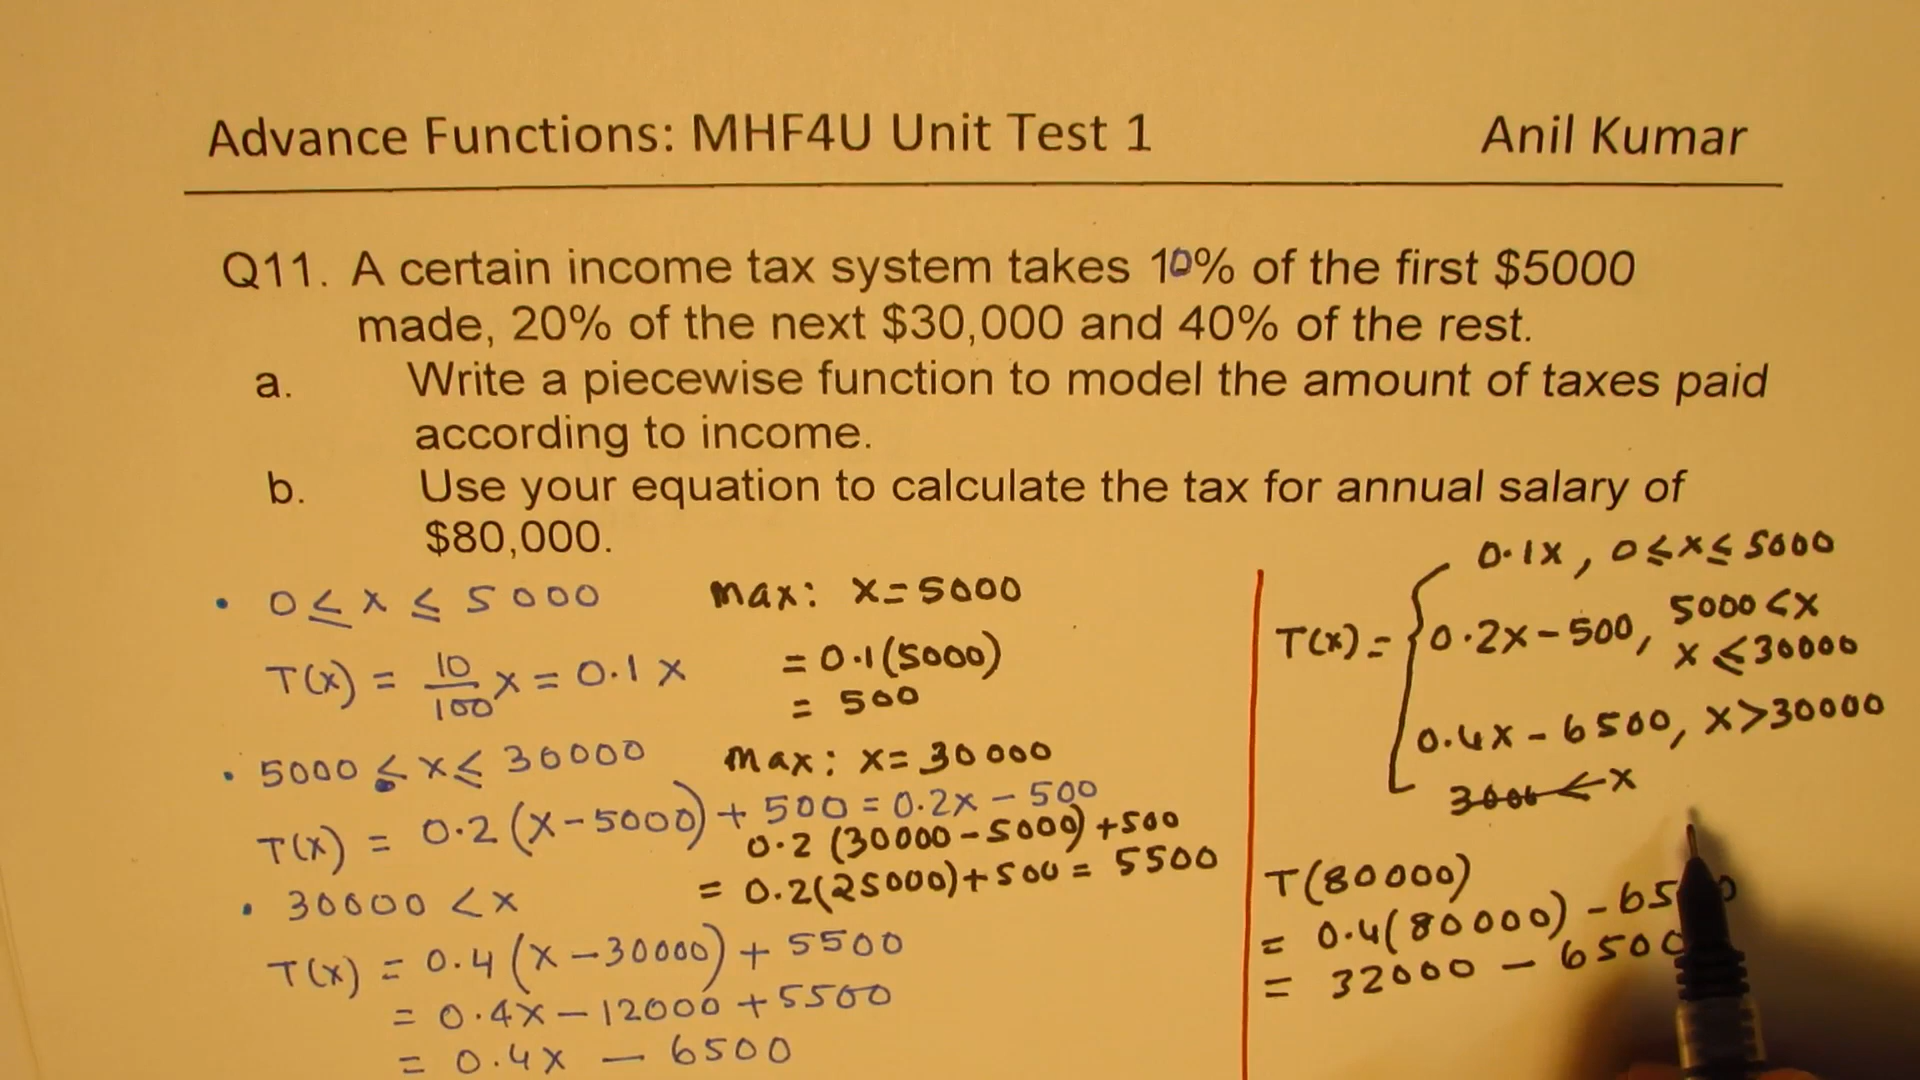 Advance Functions: MHF4U Unit Test 1 Anil Kumar
Q11. A certain income tax system takes 10% of the first $5000
made, 20% of the next $30,000 and 40% of the rest.
a. Write a piecewise function to model the amount of taxes paid
according to income.
b. Use your equation to calculate the tax for annual salary of
$80,000.
• 0 ≤ x ≤ 5000
T(x) = 10/100 x = 0.1x
max: x = 5000
= 0.1(5000)
= 500
• 5000 ≤ x ≤ 30000
T(x) = 0.2(x-5000) + 500 = 0.2x - 500
max: x = 30000
0.2(30000-5000) + 500
= 0.2(25000) + 500 = 5500
• 30000 < x
T(x) = 0.4(x-30000) + 5500
= 0.4x - 12000 + 5500
= 0.4x - 6500
T(x) = { 0.1x, 0 ≤ x ≤ 5000
0.2x - 500, 5000 < x
x ≤ 30000
0.4x - 6500, x > 30000
T(80000)
= 0.4(80000) - 65
= 32000 - 6500